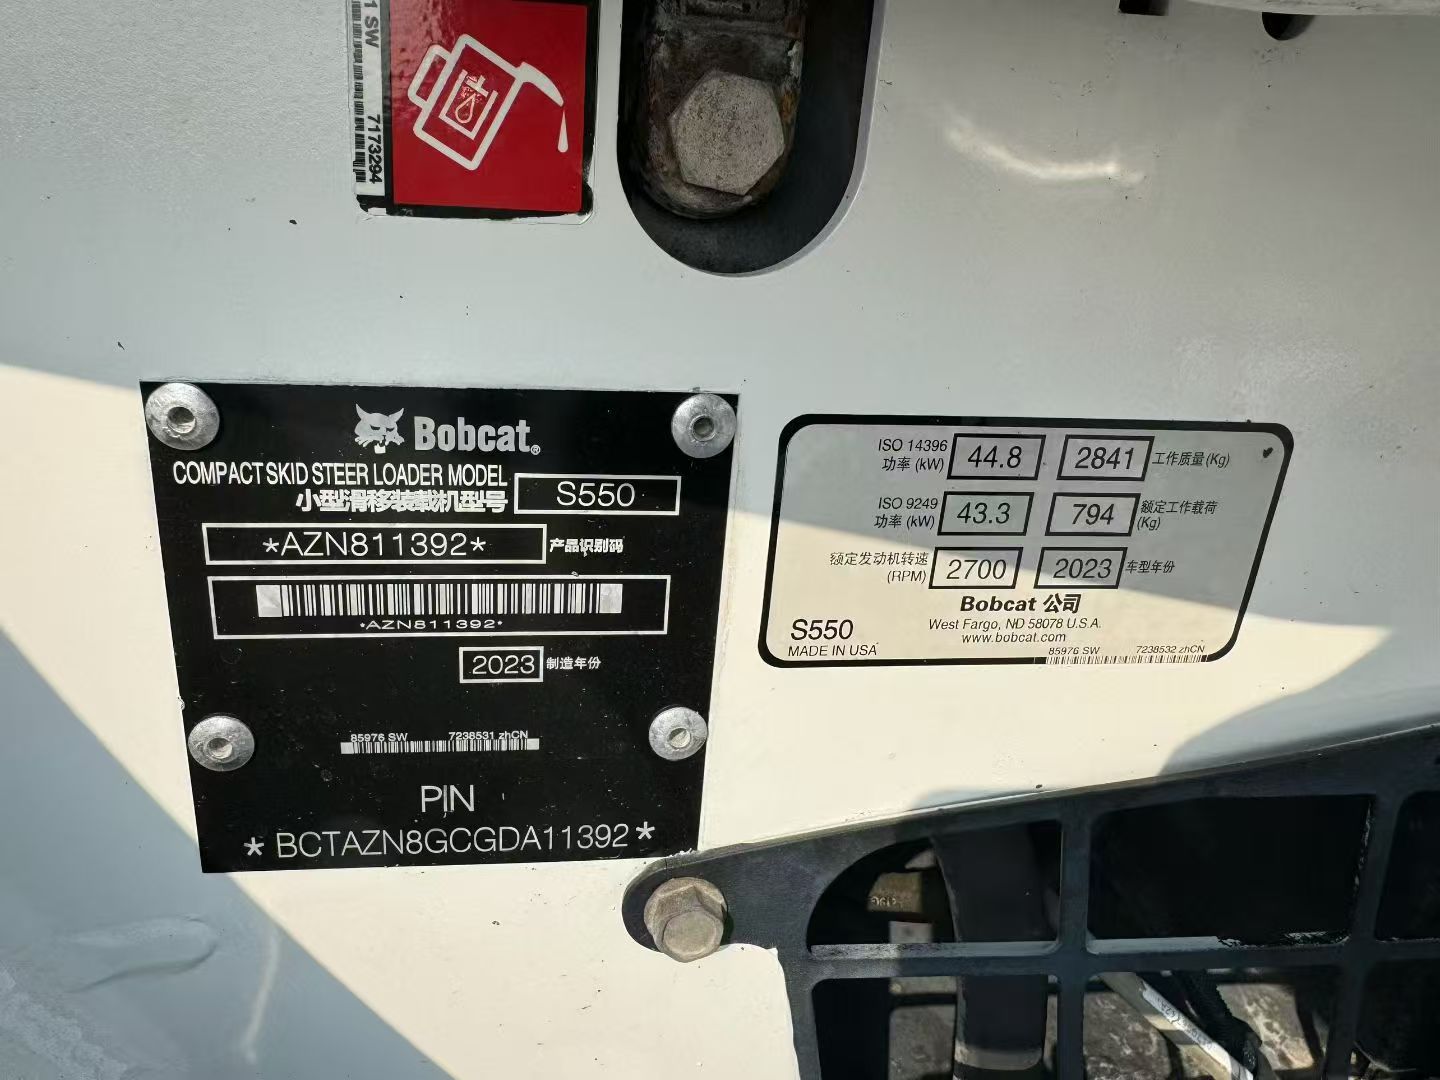 1 SW 7173294
Bobcat®
COMPACT SKID STEER LOADER MODEL
小型滑移装载机型号
S550
*AZN811392*
产品识别码
*AZN811392*
2023 制造年份
85976 SW 7238531 zhCN
PIN
* BCTAZN8GCGDA11392 *
ISO 14396
功率 (kW) 44.8 2841 工作质量(Kg)
ISO 9249
功率 (kW) 43.3 794 额定工作载荷
(Kg)
额定发动机转速
(RPM) 2700 2023 车型年份
Bobcat 公司
West Fargo, ND 58078 U.S.A.
www.bobcat.com
S550
MADE IN USA
85976 SW 7238532 zhCN